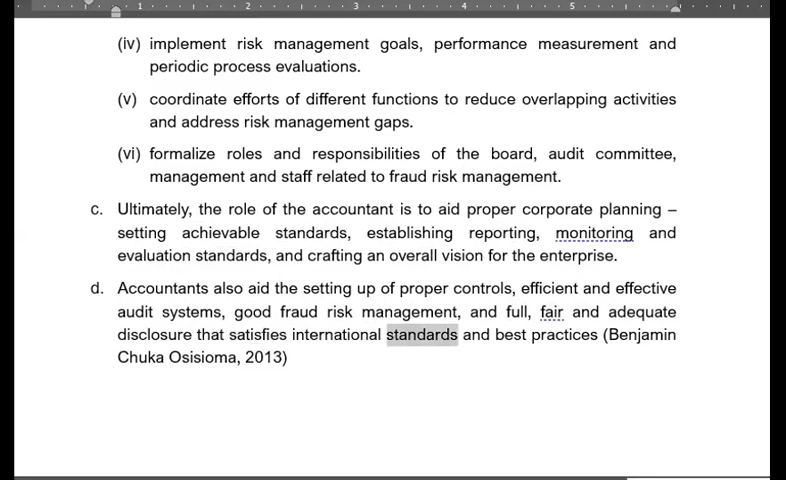 1 2 3 4 5
(iv) implement risk management goals, performance measurement and
periodic process evaluations.
(v) coordinate efforts of different functions to reduce overlapping activities
and address risk management gaps.
(vi) formalize roles and responsibilities of the board, audit committee,
management and staff related to fraud risk management.
c. Ultimately, the role of the accountant is to aid proper corporate planning –
setting achievable standards, establishing reporting, monitoring and
evaluation standards, and crafting an overall vision for the enterprise.
d. Accountants also aid the setting up of proper controls, efficient and effective
audit systems, good fraud risk management, and full, fair and adequate
disclosure that satisfies international standards and best practices (Benjamin
Chuka Osisioma, 2013)